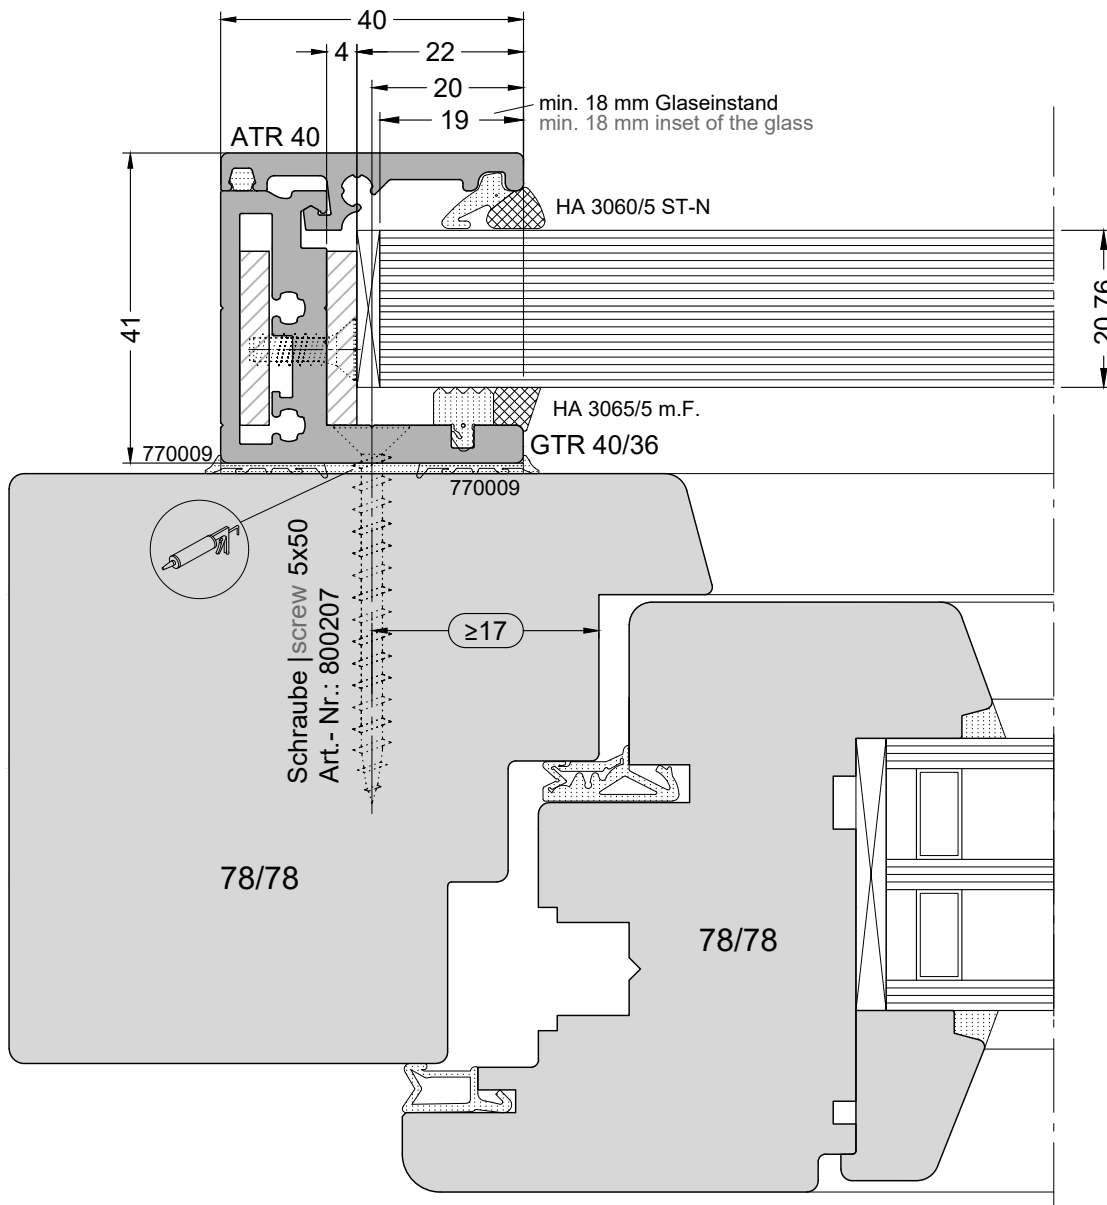 40
4
22
20
19
min. 18 mm Glaseinstand
min. 18 mm inset of the glass
ATR 40
HA 3060/5 ST-N
41
20,76
HA 3065/5 m.F.
GTR 40/36
770009
770009
Schraube | screw 5x50
Art.- Nr.: 800207
≥17
78/78
78/78